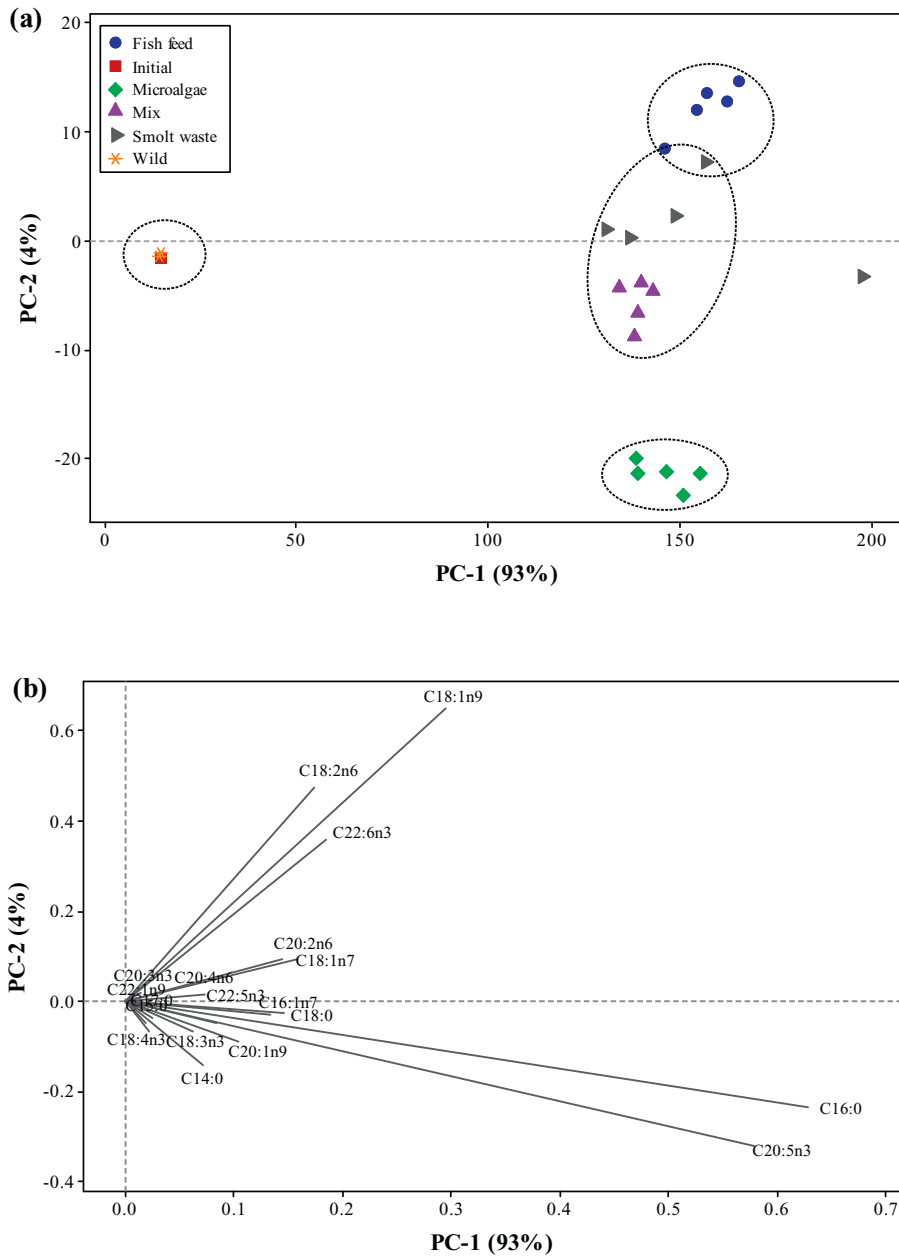 (a)
20
10
0
-10
-20
PC-2 (4%)
Fish feed
Initial
Microalgae
Mix
Smolt waste
Wild
0 50 100 150 200
PC-1 (93%)
(b)
0.6
0.4
0.2
0.0
-0.2
-0.4
PC-2 (4%)
C18:1n9
C18:2n6
C22:6n3
C20:2n6
C18:1n7
C20:3n3
C20:4n6
C22:1n9
C22:5n3
C16:1n7
C18:0
C18:4n3
C18:3n3
C20:1n9
C14:0
C16:0
C20:5n3
0.0 0.1 0.2 0.3 0.4 0.5 0.6 0.7
PC-1 (93%)